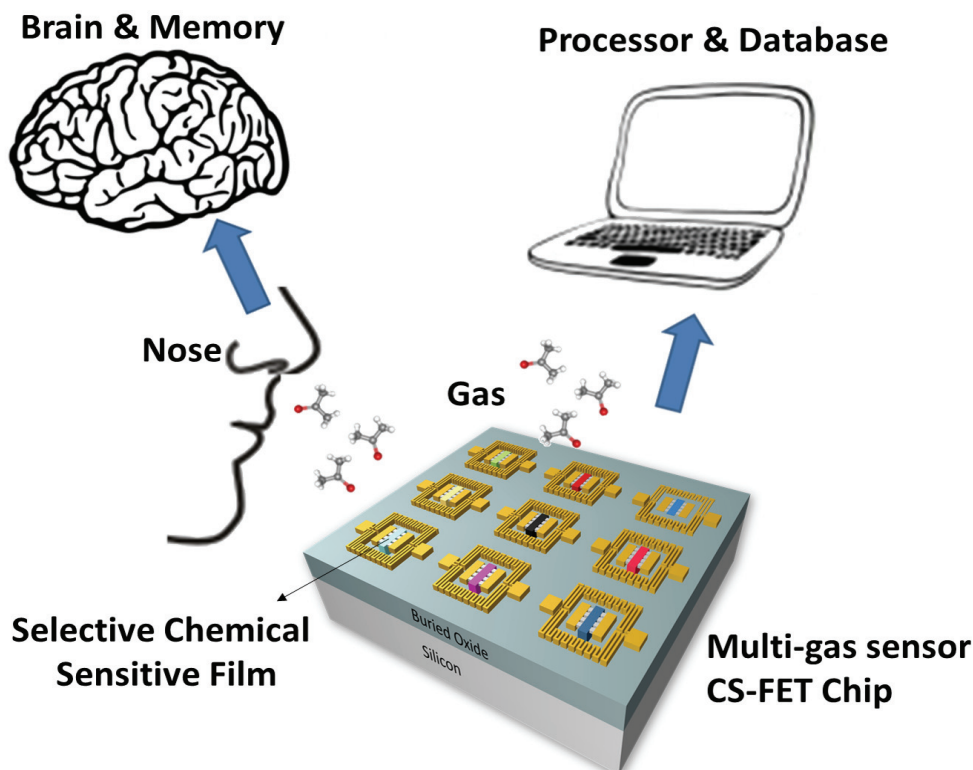 Brain & Memory
Processor & Database
Nose
Gas
Buried Oxide
Silicon
Selective Chemical
Sensitive Film
Multi-gas sensor
CS-FET Chip